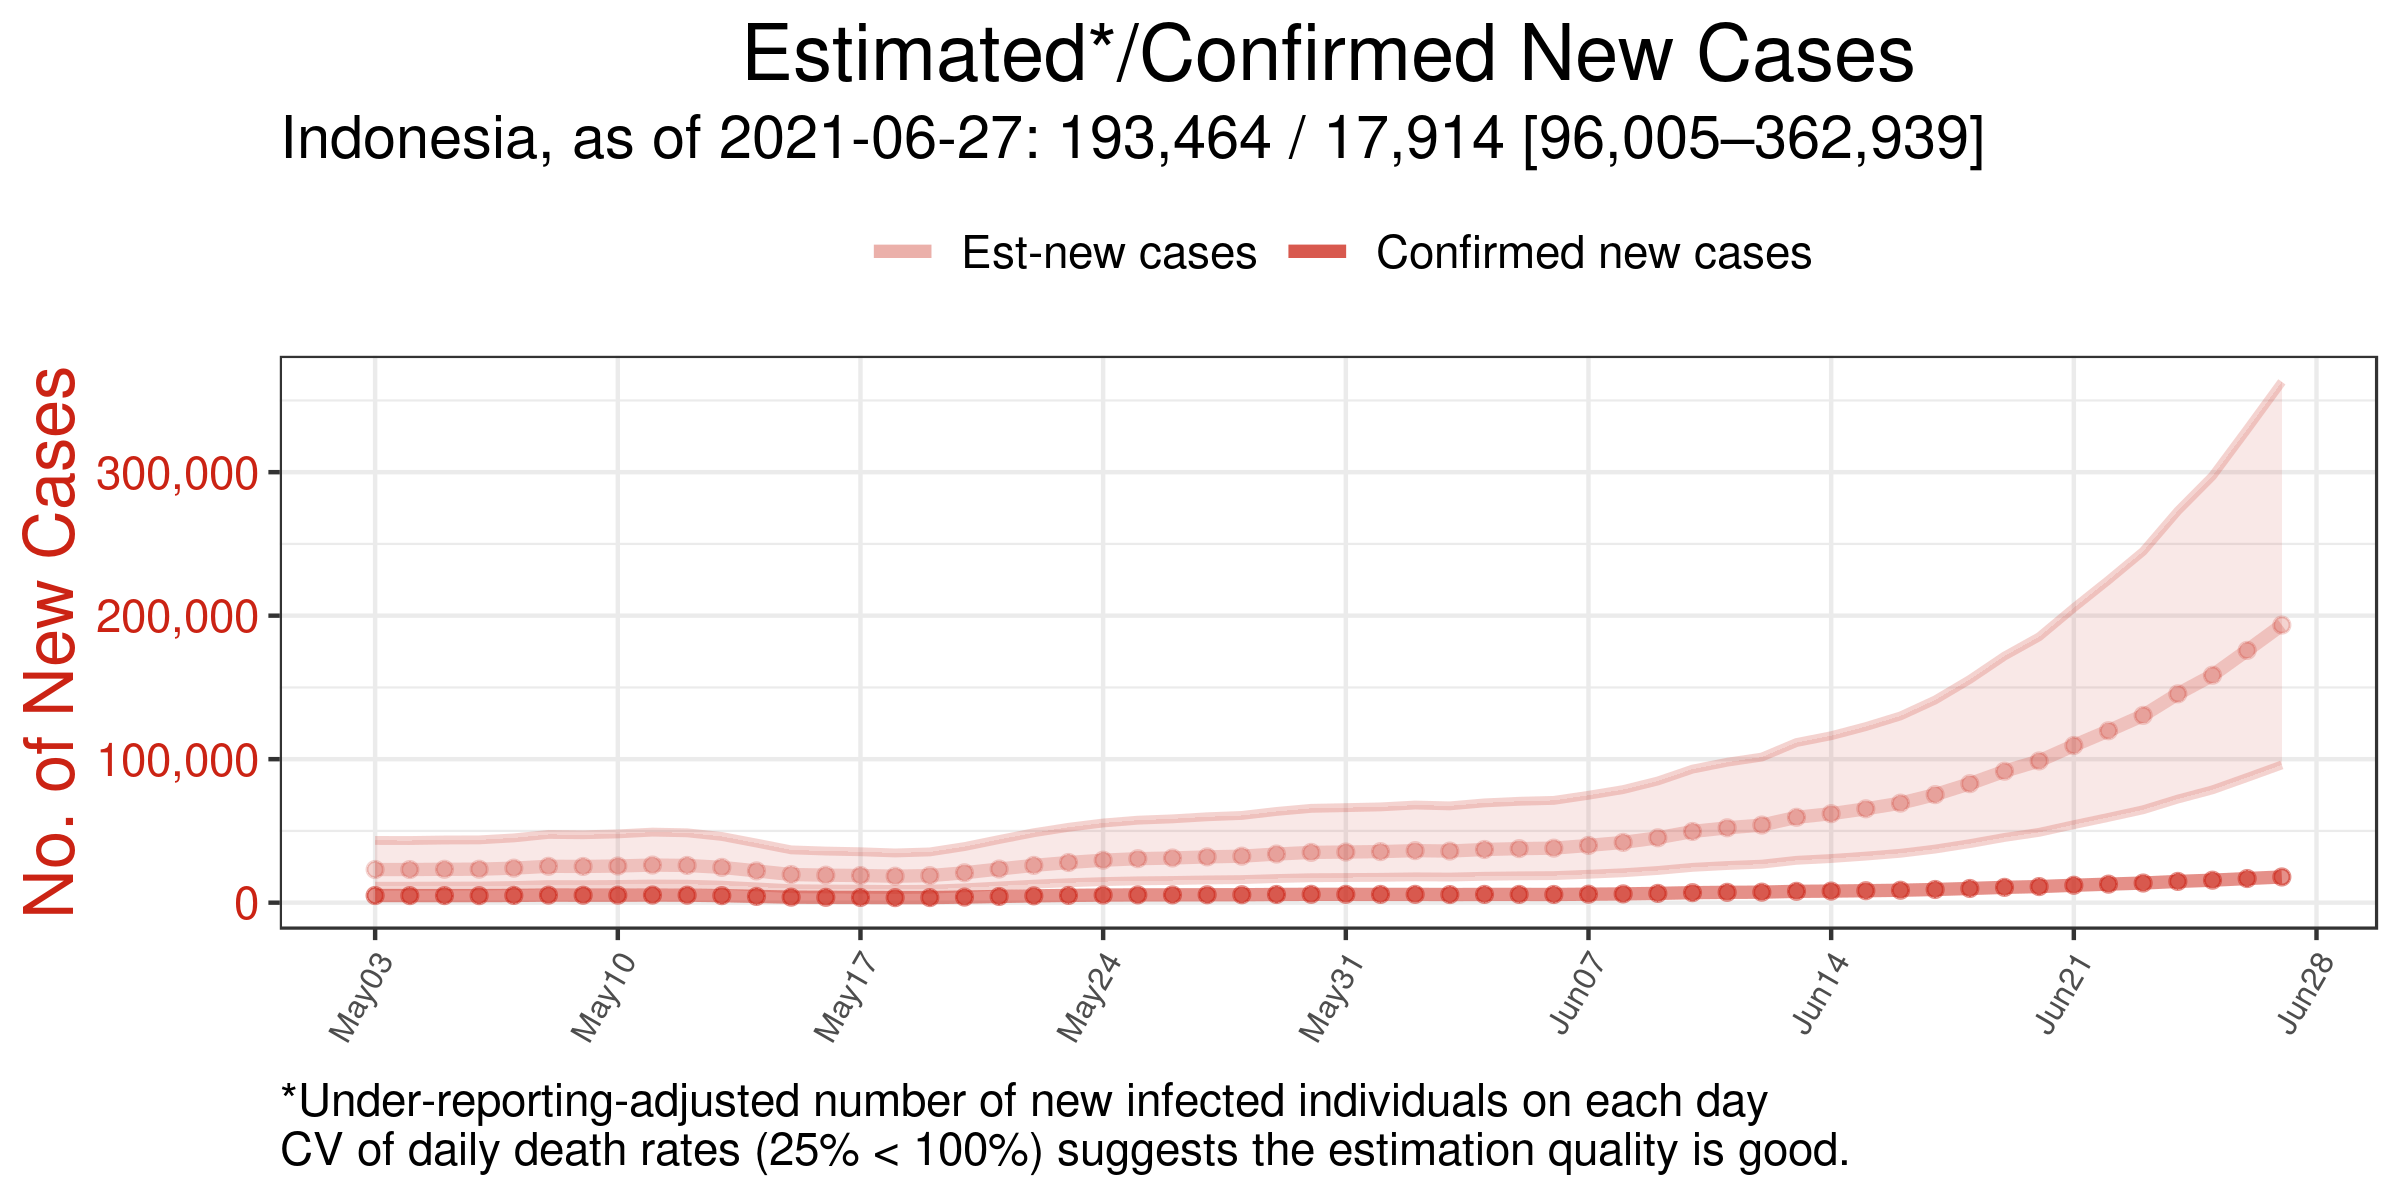 Estimated*/Confirmed New Cases
Indonesia, as of 2021-06-27: 193,464 / 17,914 [96,005–362,939]
Est-new cases Confirmed new cases
No. of New Cases
300,000
200,000
100,000
0
May03 May10 May17 May24 May31 Jun07 Jun14 Jun21 Jun28
*Under-reporting-adjusted number of new infected individuals on each day
CV of daily death rates (25% < 100%) suggests the estimation quality is good.